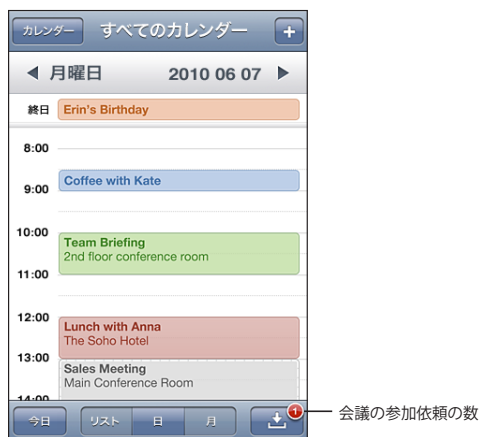 カレンダー すべてのカレンダー +
月曜日 2010 06 07
終日 Erin's Birthday
8:00
Coffee with Kate
9:00
10:00
Team Briefing
2nd floor conference room
11:00
12:00
Lunch with Anna
The Soho Hotel
13:00
Sales Meeting
Main Conference Room
14:00
今日 リスト 日 月 1
会議の参加依頼の数